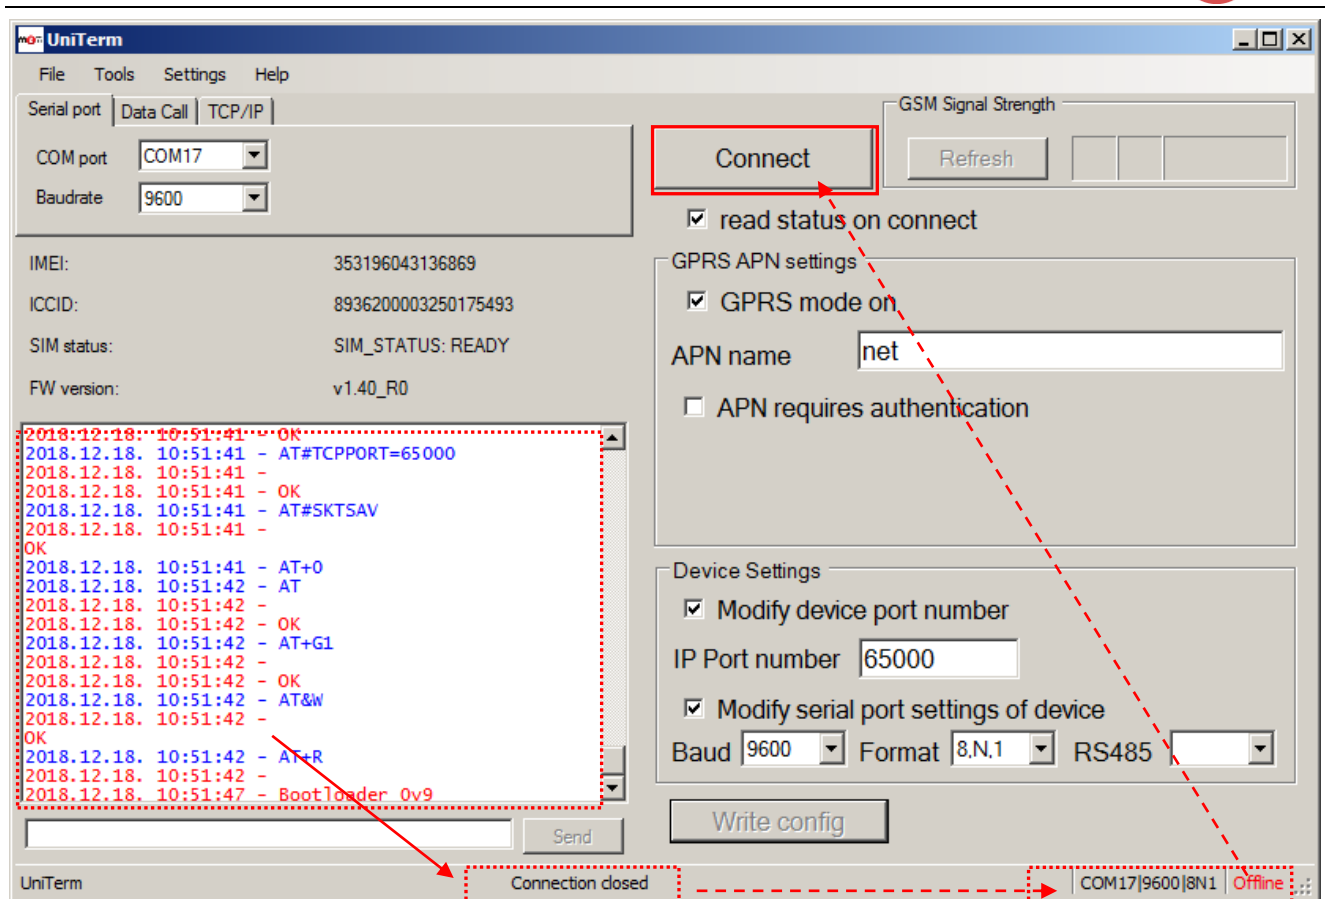 UniTerm
File Tools Settings Help
Serial port Data Call TCP/IP
COM port COM17
Baudrate 9600
Connect
GSM Signal Strength
Refresh
read status on connect
IMEI: 353196043136869
ICCID: 8936200003250175493
SIM status: SIM_STATUS: READY
FW version: v1.40_R0
GPRS APN settings
GPRS mode on
APN name net
APN requires authentication
2018.12.18. 10:51:41 - OK
2018.12.18. 10:51:41 - AT#TCPPORT=65000
2018.12.18. 10:51:41 -
2018.12.18. 10:51:41 - OK
2018.12.18. 10:51:41 - AT#SKTSAV
2018.12.18. 10:51:41 -
OK
2018.12.18. 10:51:41 - AT+O
2018.12.18. 10:51:42 - AT
2018.12.18. 10:51:42 -
2018.12.18. 10:51:42 - OK
2018.12.18. 10:51:42 - AT+G1
2018.12.18. 10:51:42 -
2018.12.18. 10:51:42 - OK
2018.12.18. 10:51:42 - AT&W
2018.12.18. 10:51:42 -
OK
2018.12.18. 10:51:42 - AT+R
2018.12.18. 10:51:42 -
2018.12.18. 10:51:47 - Bootloader 0v9
Send
Device Settings
Modify device port number
IP Port number 65000
Modify serial port settings of device
Baud 9600 Format 8,N,1 RS485
Write config
UniTerm Connection closed COM17|9600|8N1 Offline